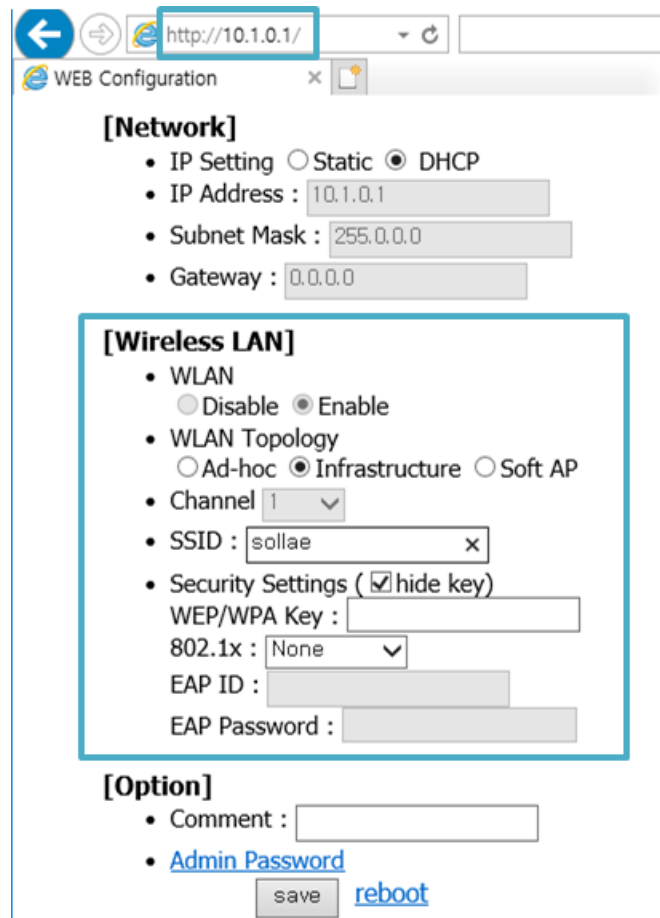 http://10.1.0.1/
WEB Configuration
[Network]
IP Setting Static DHCP
IP Address : 10.1.0.1
Subnet Mask : 255.0.0.0
Gateway : 0.0.0.0
[Wireless LAN]
WLAN
Disable Enable
WLAN Topology
Ad-hoc Infrastructure Soft AP
Channel 1
SSID : sollae
Security Settings ( hide key)
WEP/WPA Key :
802.1x : None
EAP ID :
EAP Password :
[Option]
Comment :
Admin Password
save reboot